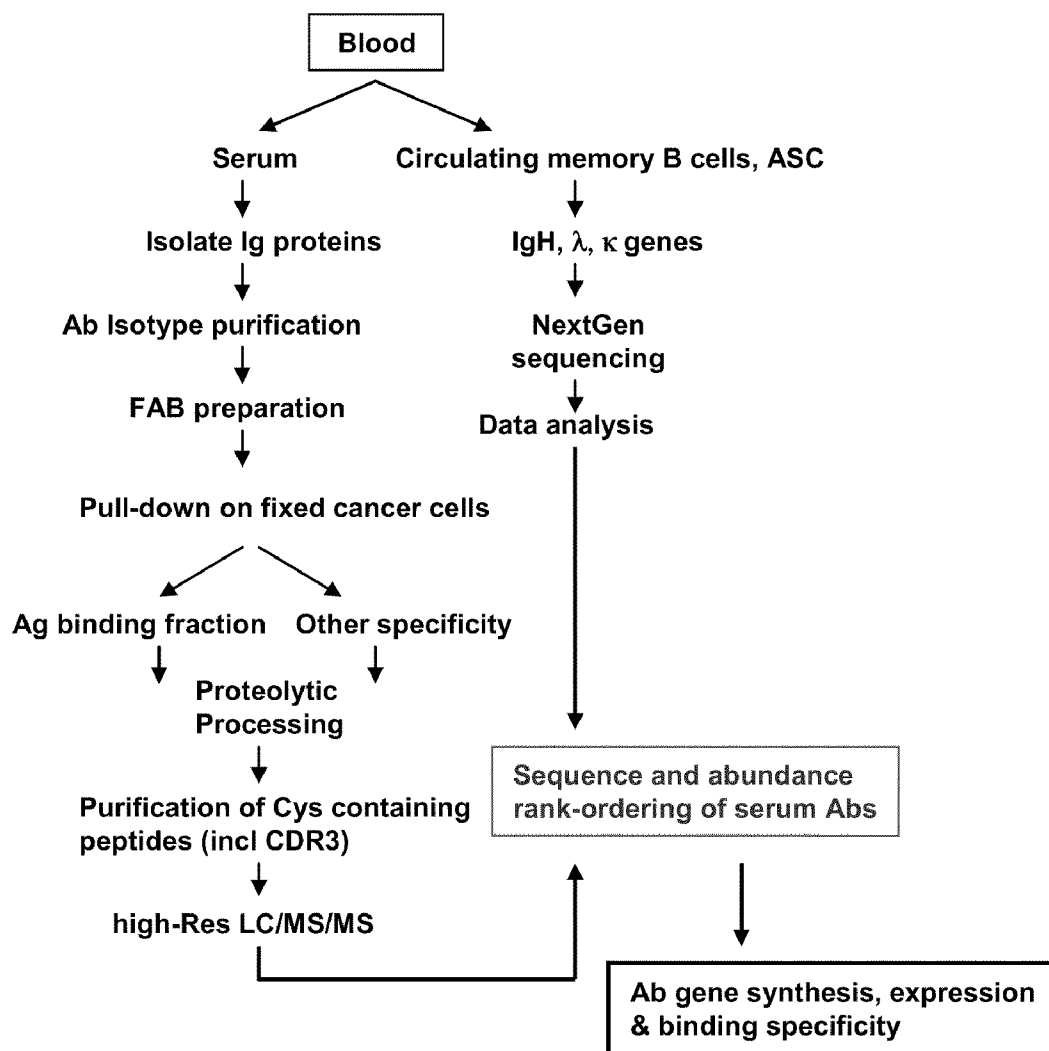 Blood
Serum
Circulating memory B cells, ASC
Isolate Ig proteins
IgH, λ, κ genes
Ab Isotype purification
NextGen
sequencing
FAB preparation
Data analysis
Pull-down on fixed cancer cells
Ag binding fraction
Other specificity
Proteolytic
Processing
Purification of Cys containing
peptides (incl CDR3)
high-Res LC/MS/MS
Sequence and abundance
rank-ordering of serum Abs
Ab gene synthesis, expression
& binding specificity